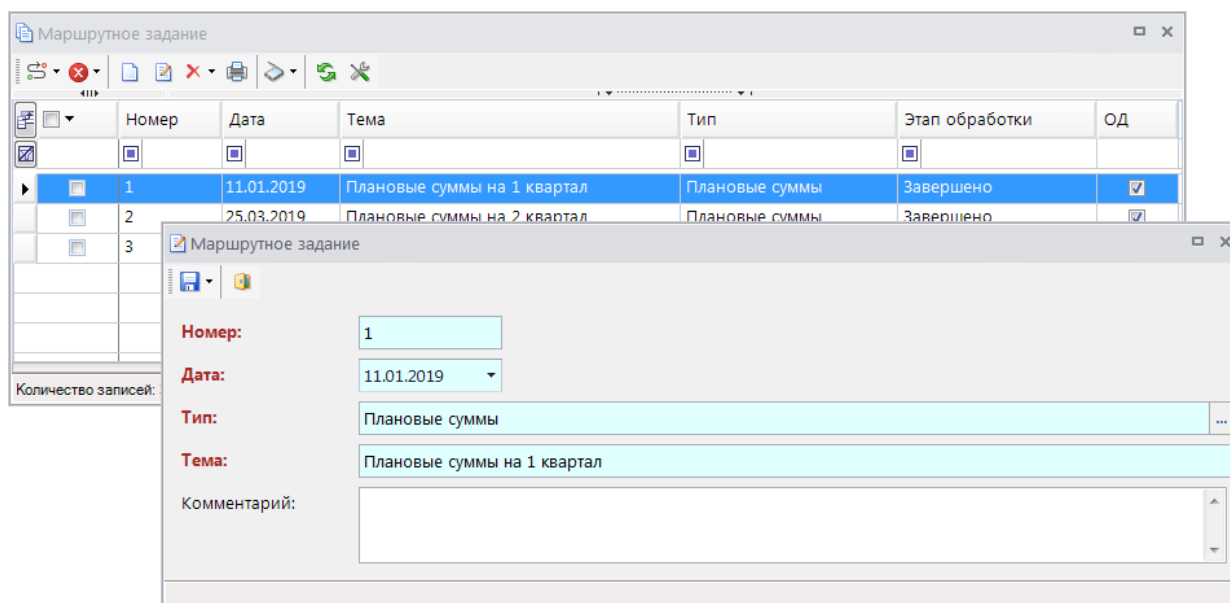 Маршрутное задание
Номер Дата Тема Тип Этап обработки ОД
1 11.01.2019 Плановые суммы на 1 квартал Плановые суммы Завершено
2 25.03.2019 Плановые суммы на 2 квартал Плановые суммы Завершено
3
Количество записей:
Маршрутное задание
Номер: 1
Дата: 11.01.2019
Тип: Плановые суммы ...
Тема: Плановые суммы на 1 квартал
Комментарий: